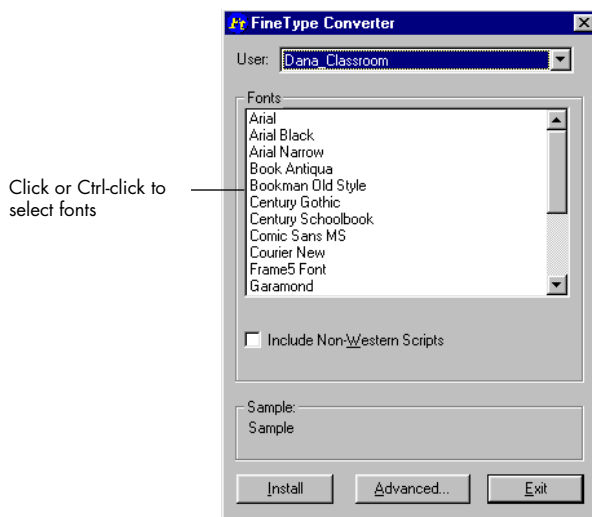 FineType Converter
User: Dana_Classroom
Fonts
Arial
Arial Black
Arial Narrow
Book Antiqua
Click or Ctrl-click to
select fonts
Bookman Old Style
Century Gothic
Century Schoolbook
Comic Sans MS
Courier New
Frame5 Font
Garamond
Include Non-Western Scripts
Sample:
Sample
Install Advanced... Exit